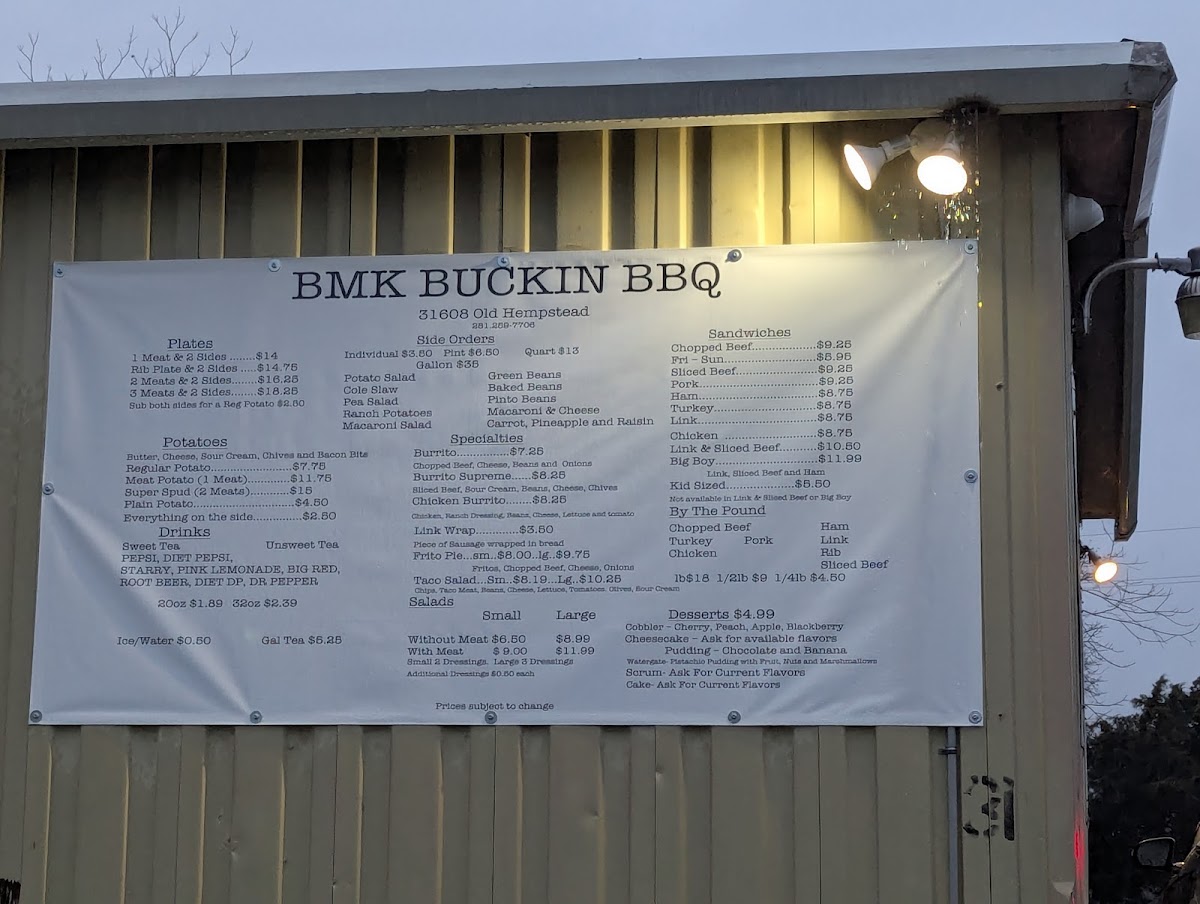 BMK BUCKIN BBQ
31608 Old Hempstead
281.259-7706
Plates
1 Meat & 2 Sides ........$14
Rib Plate & 2 Sides .....$14.75
2 Meats & 2 Sides........$16.25
3 Meats & 2 Sides........$18.25
Sub both sides for a Reg Potato $2.50
Potatoes
Butter, Cheese, Sour Cream, Chives and Bacon Bits
Regular Potato........................$7.75
Meat Potato (1 Meat)............$11.75
Super Spud (2 Meats)...........$15
Plain Potato..............................$4.50
Everything on the side..............$2.50
Drinks
Sweet Tea Unsweet Tea
PEPSI, DIET PEPSI,
STARRY, PINK LEMONADE, BIG RED,
ROOT BEER, DIET DP, DR PEPPER
20oz $1.89 32oz $2.39
Ice/Water $0.50 Gal Tea $5.25
Side Orders
Individual $3.50 Pint $6.50 Quart $13
Gallon $35
Potato Salad Green Beans
Cole Slaw Baked Beans
Pea Salad Pinto Beans
Ranch Potatoes Macaroni & Cheese
Macaroni Salad Carrot, Pineapple and Raisin
Specialties
Burrito................$7.25
Chopped Beef, Cheese, Beans and Onions
Burrito Supreme......$8.25
Sliced Beef, Sour Cream, Beans, Cheese, Chives
Chicken Burrito........$8.25
Chicken, Ranch Dressing, Beans, Cheese, Lettuce and tomato
Link Wrap.............$3.50
Piece of Sausage wrapped in bread
Frito Pie...sm..$8.00..lg..$9.75
Fritos, Chopped Beef, Cheese, Onions
Taco Salad...Sm..$8.19...Lg..$10.25
Chips, Taco Meat, Beans, Cheese, Lettuce, Tomatoes. Olives, Sour Cream
Salads
Small Large
Without Meat $6.50 $8.99
With Meat $ 9.00 $11.99
Small 2 Dressings. Large 3 Dressings
Additional Dressings $0.50 each
Prices subject to change
Sandwiches
Chopped Beef...................$9.25
Fri - Sun...........................$5.95
Sliced Beef........................$9.25
Pork...................................$9.25
Ham...................................$8.75
Turkey..............................$8.75
Link...................................$8.75
Chicken ...........................$8.75
Link & Sliced Beef...........$10.50
Big Boy..............................$11.99
Link, Sliced Beef and Ham
Kid Sized....................$5.50
Not available in Link & Sliced Beef or Big Boy
By The Pound
Chopped Beef Ham
Turkey Pork Link
Chicken Rib
Sliced Beef
lb$18 1/2lb $9 1/4lb $4.50
Desserts $4.99
Cobbler - Cherry, Peach, Apple, Blackberry
Cheesecake - Ask for available flavors
Pudding - Chocolate and Banana
Watergate- Pistachio Pudding with Fruit, Nuts and Marshmallows
Scrum- Ask For Current Flavors
Cake- Ask For Current Flavors